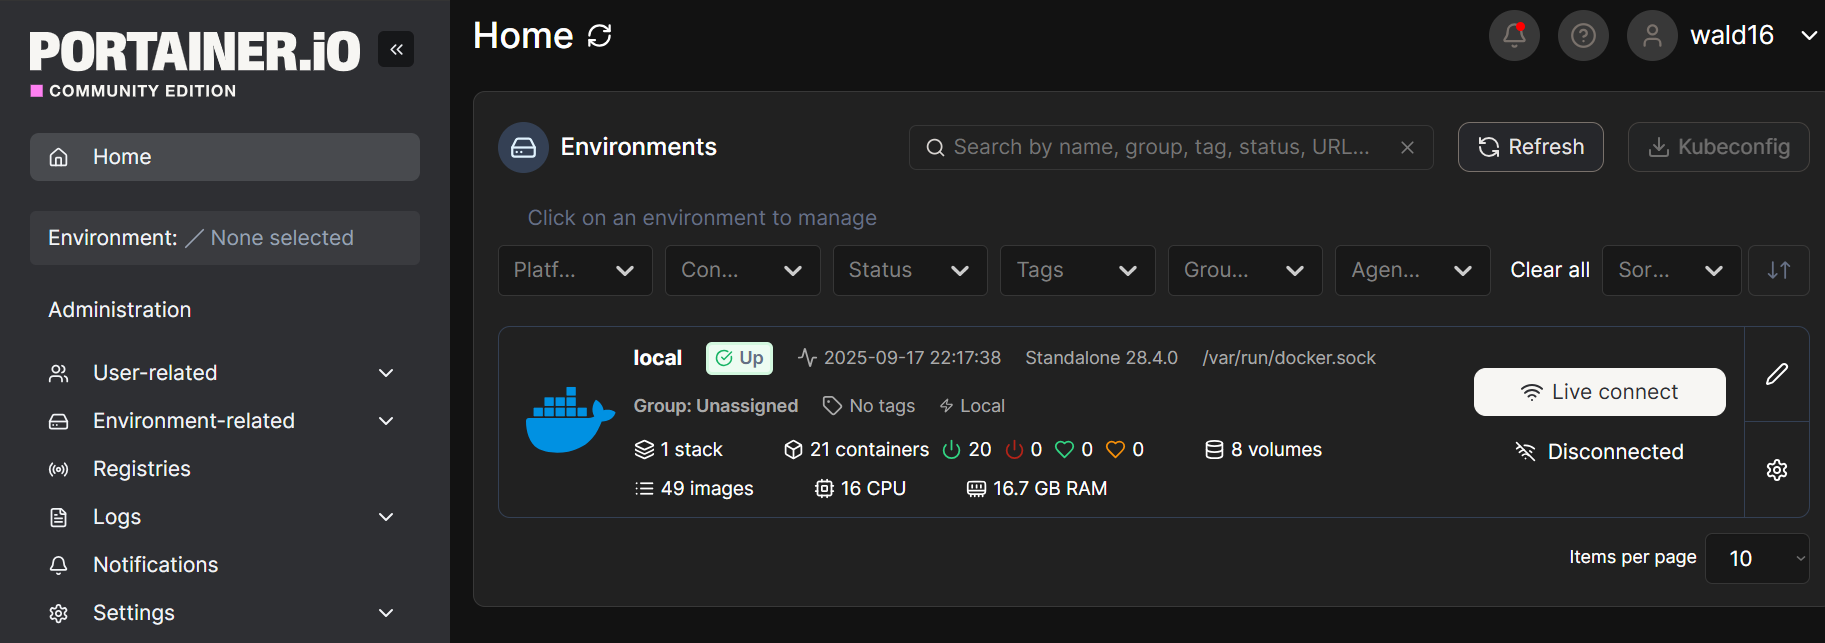 PORTAINER.iO
COMMUNITY EDITION
Home
Environment: / None selected
Administration
User-related
Environment-related
Registries
Logs
Notifications
Settings
Home
wald16
Environments
Search by name, group, tag, status, URL...
Refresh
Kubeconfig
Click on an environment to manage
Platf... Con... Status Tags Grou... Agen... Clear all Sor...
local Up 2025-09-17 22:17:38 Standalone 28.4.0 /var/run/docker.sock
Group: Unassigned No tags Local
1 stack 21 containers 20 0 0 0 8 volumes
49 images 16 CPU 16.7 GB RAM
Live connect
Disconnected
Items per page 10